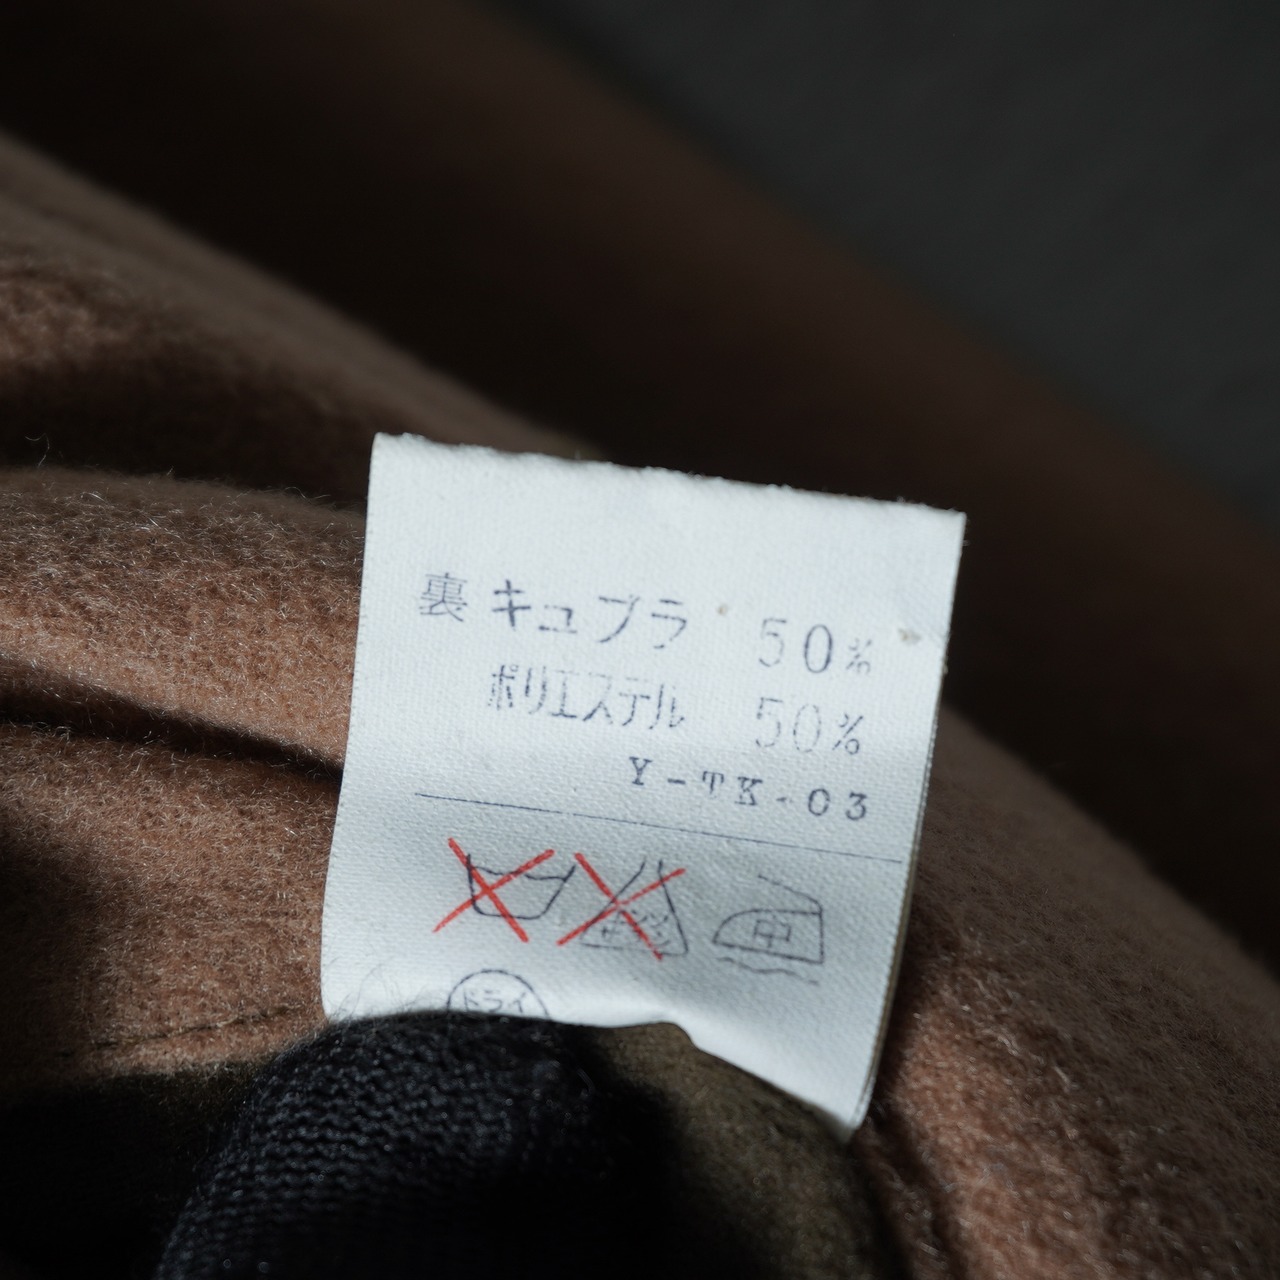 裏 キュプラ 50%
ポリエステル 50%
Y-TK-03
中
ドライ